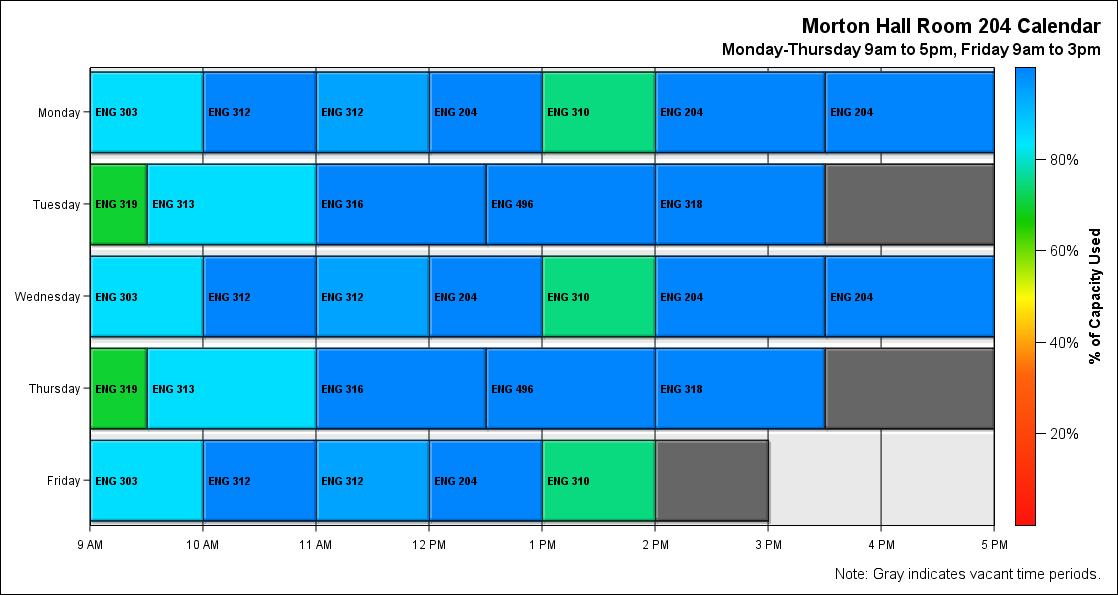 Morton Hall Room 204 Calendar
Monday-Thursday 9am to 5pm, Friday 9am to 3pm
Monday ENG 303 ENG 312 ENG 312 ENG 204 ENG 310 ENG 204 ENG 204
Tuesday ENG 319 ENG 313 ENG 316 ENG 496 ENG 318
Wednesday ENG 303 ENG 312 ENG 312 ENG 204 ENG 310 ENG 204 ENG 204
Thursday ENG 319 ENG 313 ENG 316 ENG 496 ENG 318
Friday ENG 303 ENG 312 ENG 312 ENG 204 ENG 310
9 AM 10 AM 11 AM 12 PM 1 PM 2 PM 3 PM 4 PM 5 PM
80%
60%
40%
20%
% of Capacity Used
Note: Gray indicates vacant time periods.